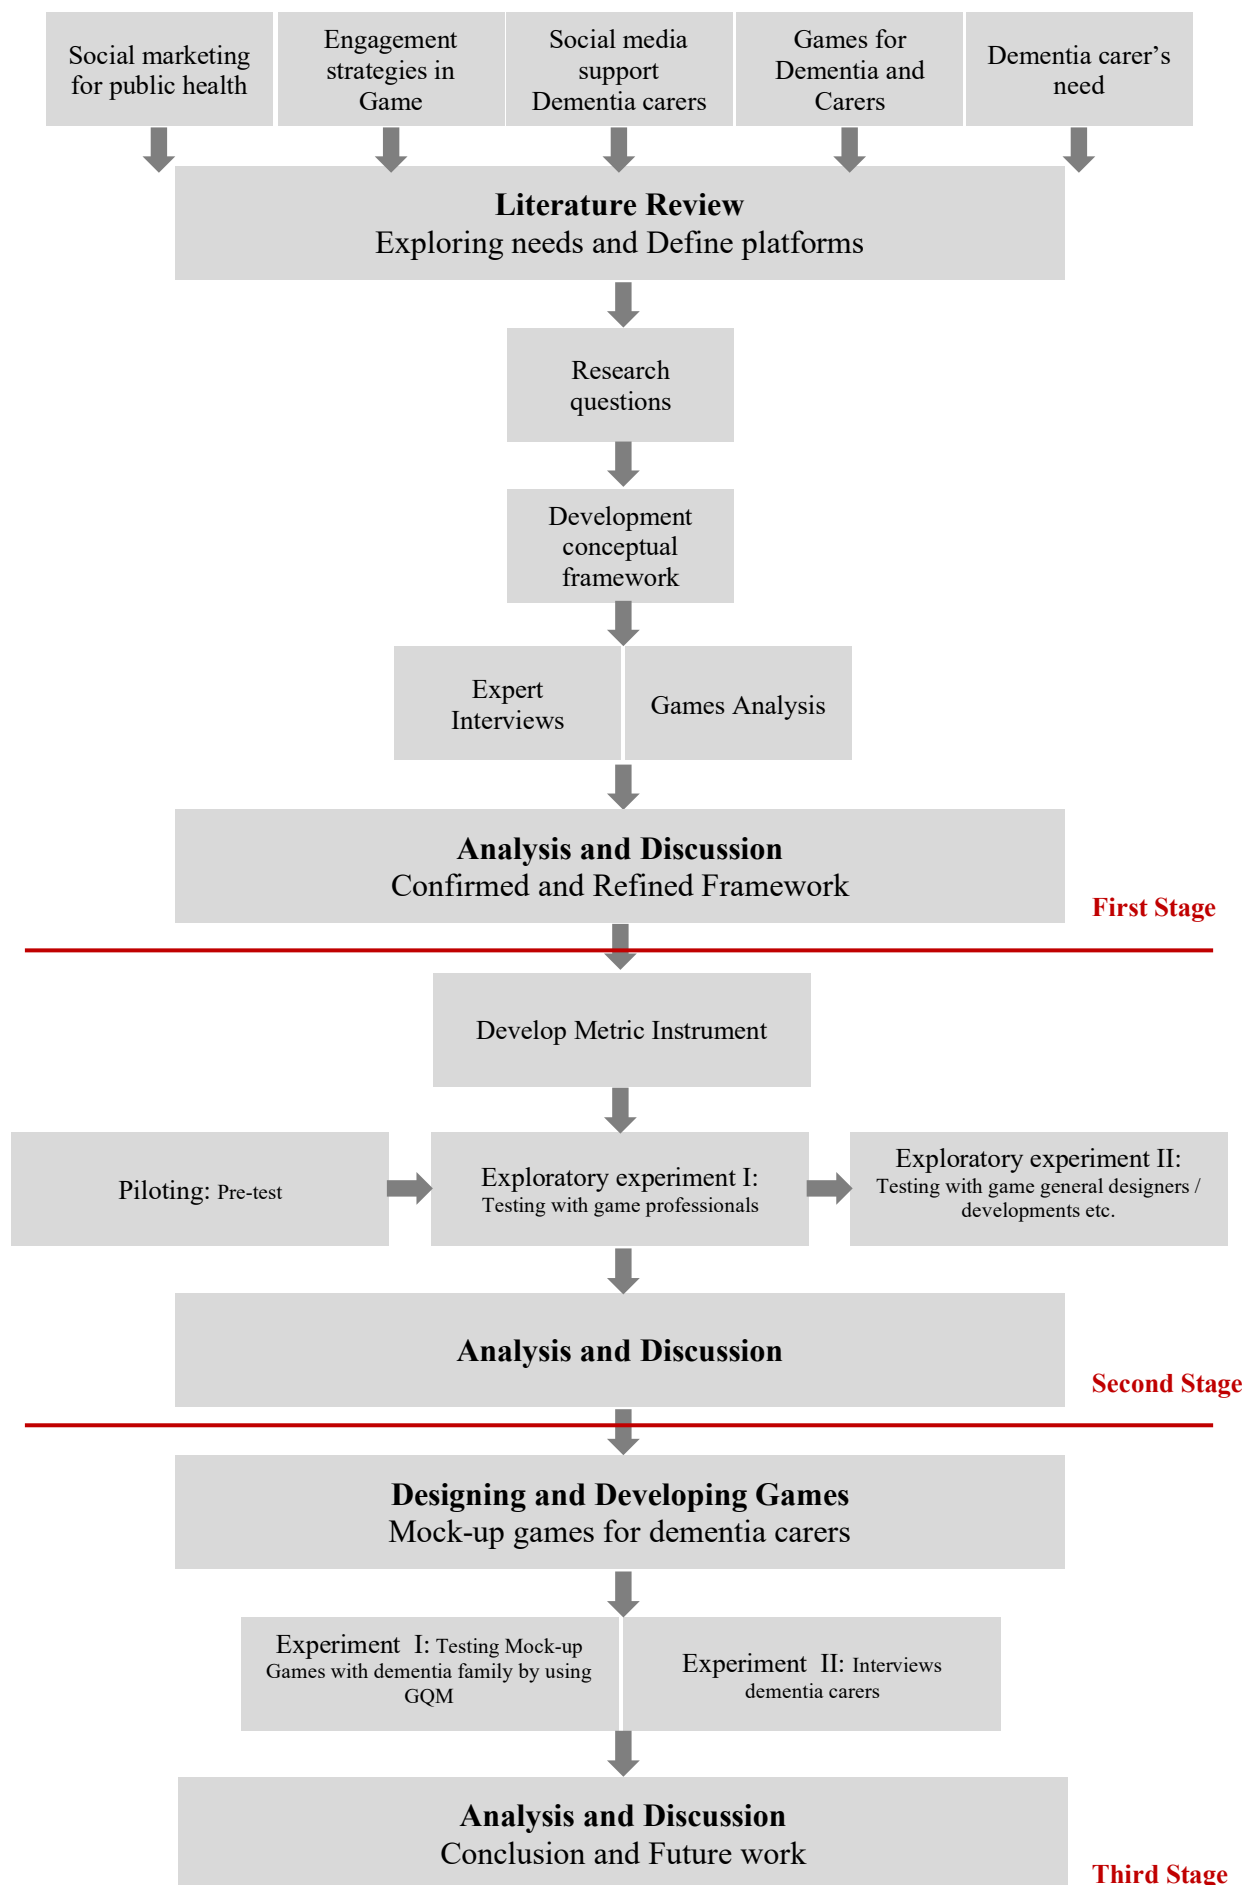 Social marketing
for public health
Engagement
strategies in
Game
Social media
support
Dementia carers
Games for
Dementia and
Carers
Dementia carer’s
need
Literature Review
Exploring needs and Define platforms
Research
questions
Development
conceptual
framework
Expert
Interviews
Games Analysis
Analysis and Discussion
Confirmed and Refined Framework
First Stage
Develop Metric Instrument
Piloting: Pre-test
Exploratory experiment I:
Testing with game professionals
Exploratory experiment II:
Testing with game general designers /
developments etc.
Analysis and Discussion
Second Stage
Designing and Developing Games
Mock-up games for dementia carers
Experiment I: Testing Mock-up
Games with dementia family by using
GQM
Experiment II: Interviews
dementia carers
Analysis and Discussion
Conclusion and Future work
Third Stage